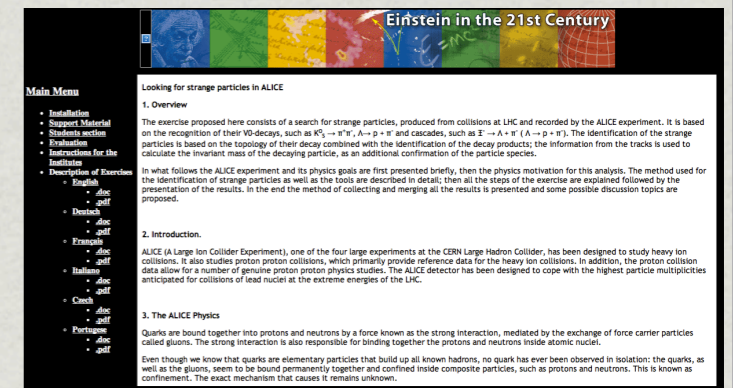 Einstein in the 21st Century
=mc
Main Menu
Installation
Support Material
Students section
Evaluation
Instructions for the
Institutes
Description of Exercises
English
.doc
.pdf
Deutsch
.doc
.pdf
Français
.doc
.pdf
Italiano
.doc
.pdf
Czech
.doc
.pdf
Portugese
.doc
.pdf
Looking for strange particles in ALICE
1. Overview
The exercise proposed here consists of a search for strange particles, produced from collisions at LHC and recorded by the ALICE experiment. It is based
on the recognition of their V0-decays, such as K⁰ₛ → π⁺π⁻, Λ→ p + π⁻ and cascades, such as Ξ⁻ → Λ + π⁻ ( Λ → p + π⁻). The identification of the strange
particles is based on the topology of their decay combined with the identification of the decay products; the information from the tracks is used to
calculate the invariant mass of the decaying particle, as an additional confirmation of the particle species.
In what follows the ALICE experiment and its physics goals are first presented briefly, then the physics motivation for this analysis. The method used for
the identification of strange particles as well as the tools are described in detail; then all the steps of the exercise are explained followed by the
presentation of the results. In the end the method of collecting and merging all the results is presented and some possible discussion topics are
proposed.
2. Introduction.
ALICE (A Large Ion Collider Experiment), one of the four large experiments at the CERN Large Hadron Collider, has been designed to study heavy ion
collisions. It also studies proton proton collisions, which primarily provide reference data for the heavy ion collisions. In addition, the proton collision
data allow for a number of genuine proton proton physics studies. The ALICE detector has been designed to cope with the highest particle multiplicities
anticipated for collisions of lead nuclei at the extreme energies of the LHC.
3. The ALICE Physics
Quarks are bound together into protons and neutrons by a force known as the strong interaction, mediated by the exchange of force carrier particles
called gluons. The strong interaction is also responsible for binding together the protons and neutrons inside atomic nuclei.
Even though we know that quarks are elementary particles that build up all known hadrons, no quark has ever been observed in isolation: the quarks, as
well as the gluons, seem to be bound permanently together and confined inside composite particles, such as protons and neutrons. This is known as
confinement. The exact mechanism that causes it remains unknown.